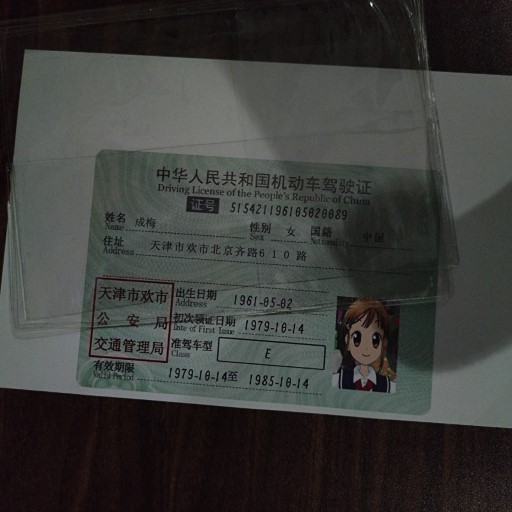 中华人民共和国机动车驾驶证
Driving License of the People's Republic of China
证号 515421196105020089
姓名 成梅 性别 女 国籍 中国
Name Sex Nationality
住址 天津市欢市北京齐路610路
Address
天津市欢市 出生日期 1961-05-02
Address
公安局 初次领证日期 1979-10-14
Date of First Issue
交通管理局 准驾车型 E
Class
有效期限 1979-10-14至 1985-10-14
Valid Period